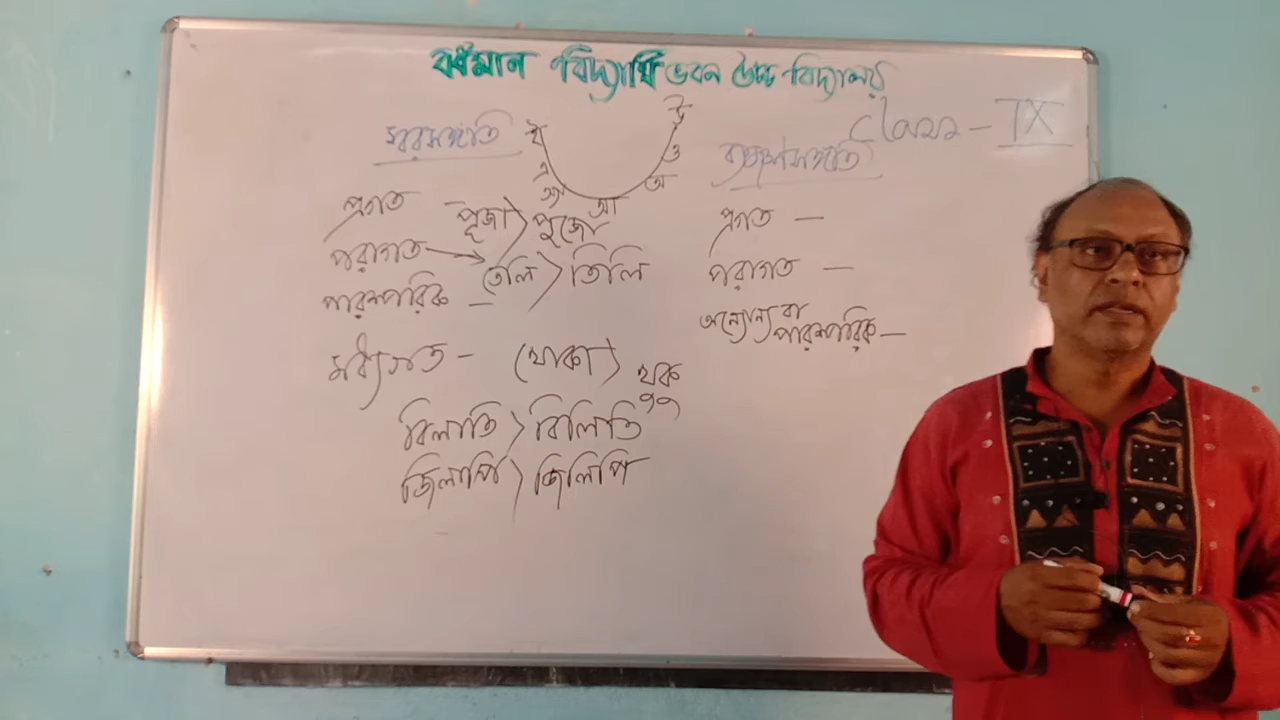 বর্ধমান বিদ্যার্থি ভবন উচ্চ বিদ্যালয়
Class - IX
স্বরসঙ্গতি
ই
এ
অ্যা
আ
অ
ও
উ
প্রগত - পূজা > পুজো
পরাগত → তেলি > তিলি
পারস্পরিক -
মধ্যগত - খোকা > খুকু
বিলাতি > বিলিতি
জিলাপি > জিলিপি
ব্যঞ্জনসঙ্গতি
প্রগত -
পরাগত -
অন্যোন্য বা
পারস্পরিক -